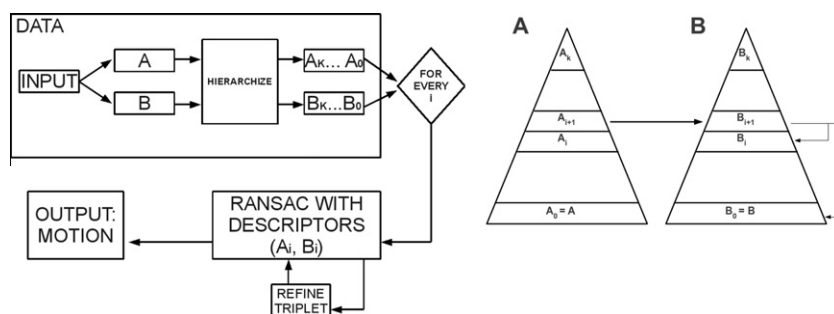 DATA
INPUT
A
B
HIERARCHIZE
AK... A0
BK... B0
FOR
EVERY
i
RANSAC WITH
DESCRIPTORS
(Ai, Bi)
OUTPUT:
MOTION
REFINE
TRIPLET
A
Ak
Ai+1
Ai
A0 = A
B
Bk
Bi+1
Bi
B0 = B